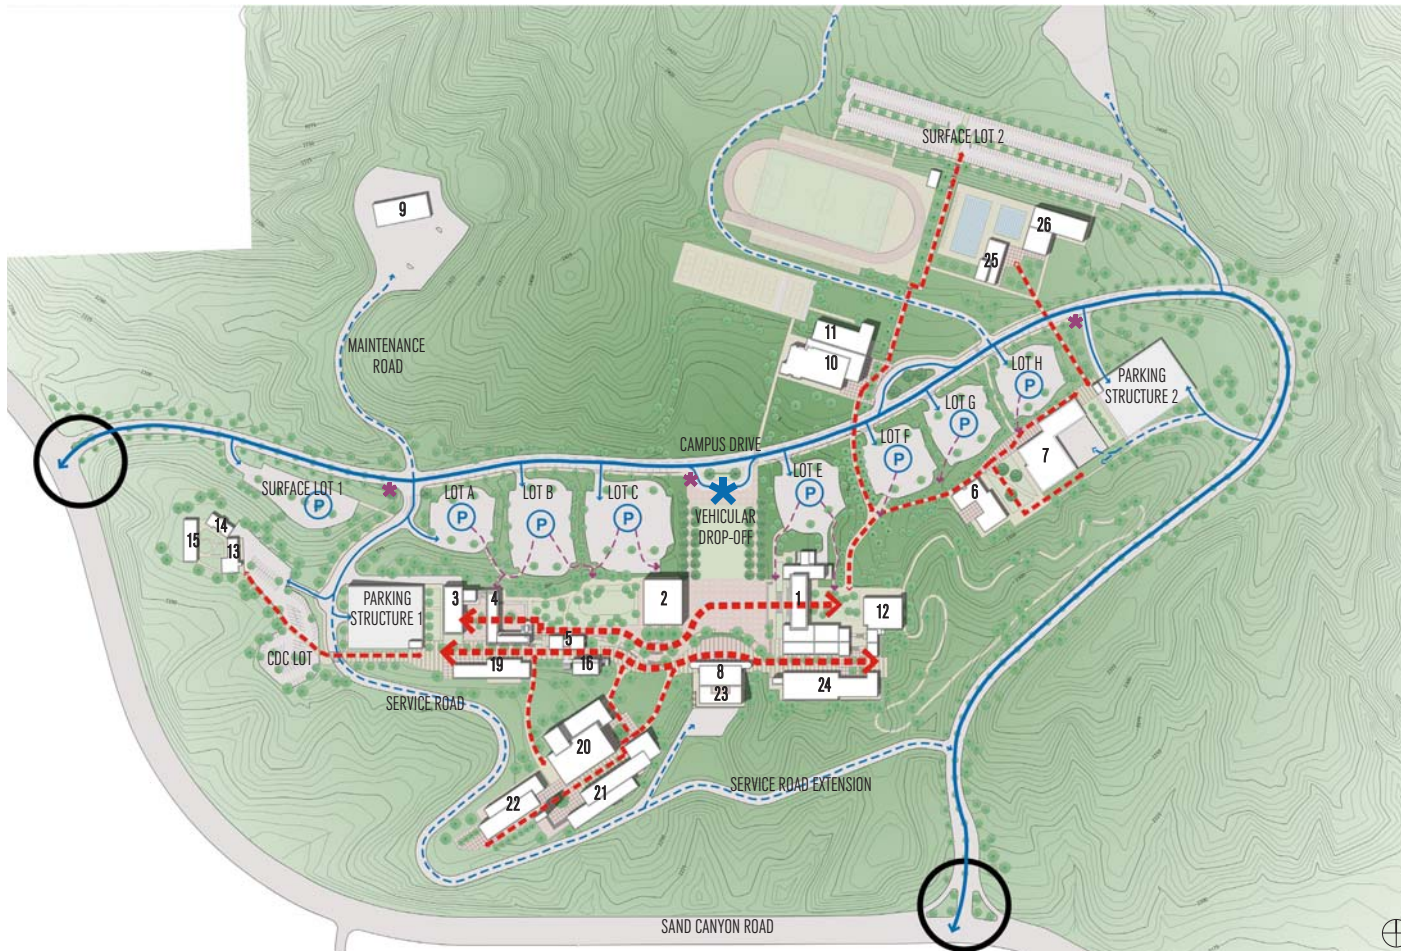 SURFACE LOT 2
9
26
25
11
10
MAINTENANCE
ROAD
LOT H
P
PARKING
STRUCTURE 2
LOT G
P
CAMPUS DRIVE
LOT F
P
7
LOT E
P
SURFACE LOT 1
P
LOT A
P
LOT B
P
LOT C
P
VEHICULAR
DROP-OFF
6
14
15
13
PARKING
STRUCTURE 1
3
4
2
1
12
5
CDC LOT
19
16
8
23
24
SERVICE ROAD
20
SERVICE ROAD EXTENSION
22
21
SAND CANYON ROAD